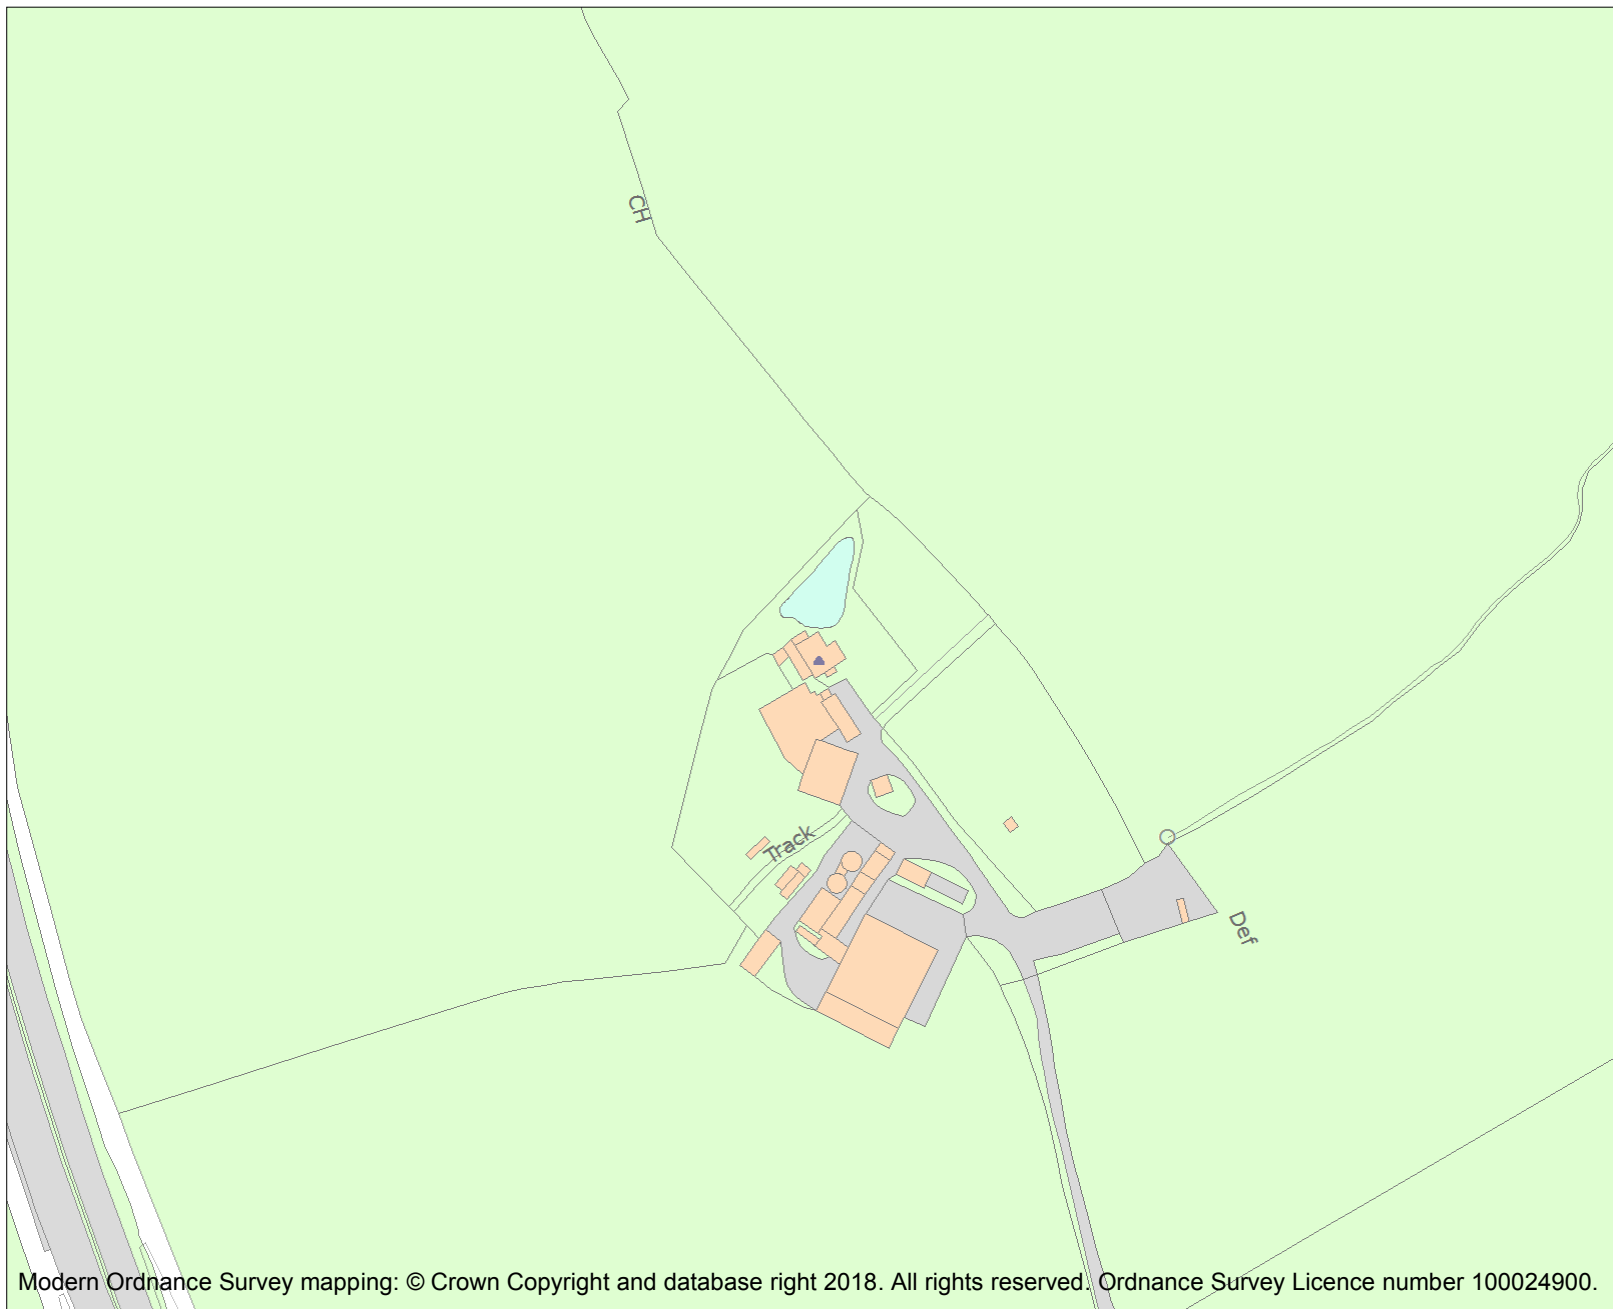 CH
Track
Def
Modern Ordnance Survey mapping: © Crown Copyright and database right 2018. All rights reserved. Ordnance Survey Licence number 100024900.